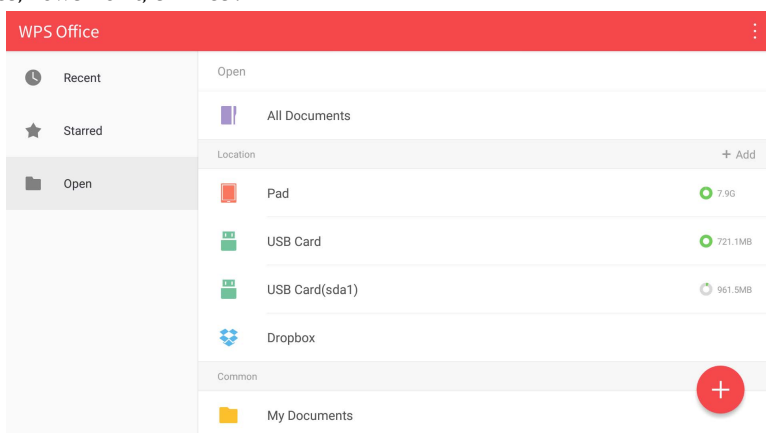 WPS Office
Recent
Starred
Open
Open
All Documents
Location
+ Add
Pad
7.9G
USB Card
721.1MB
USB Card(sda1)
961.5MB
Dropbox
Common
My Documents